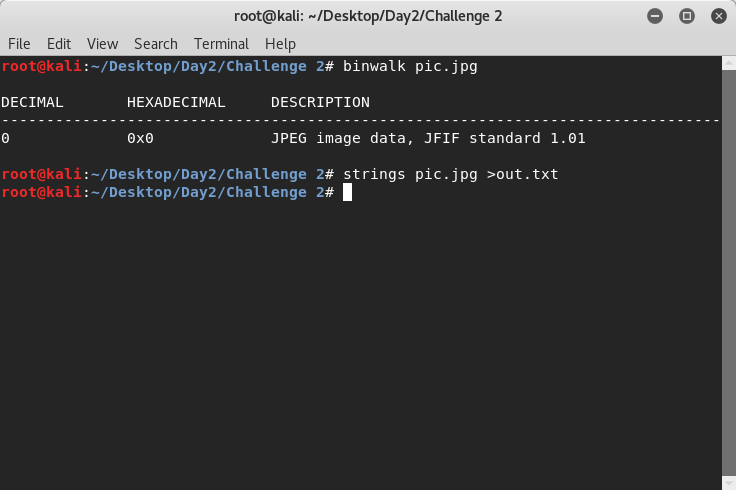 root@kali: ~/Desktop/Day2/Challenge 2
File Edit View Search Terminal Help
root@kali:~/Desktop/Day2/Challenge 2# binwalk pic.jpg
DECIMAL HEXADECIMAL DESCRIPTION
--------------------------------------------------------------------------------
0 0x0 JPEG image data, JFIF standard 1.01
root@kali:~/Desktop/Day2/Challenge 2# strings pic.jpg >out.txt
root@kali:~/Desktop/Day2/Challenge 2#